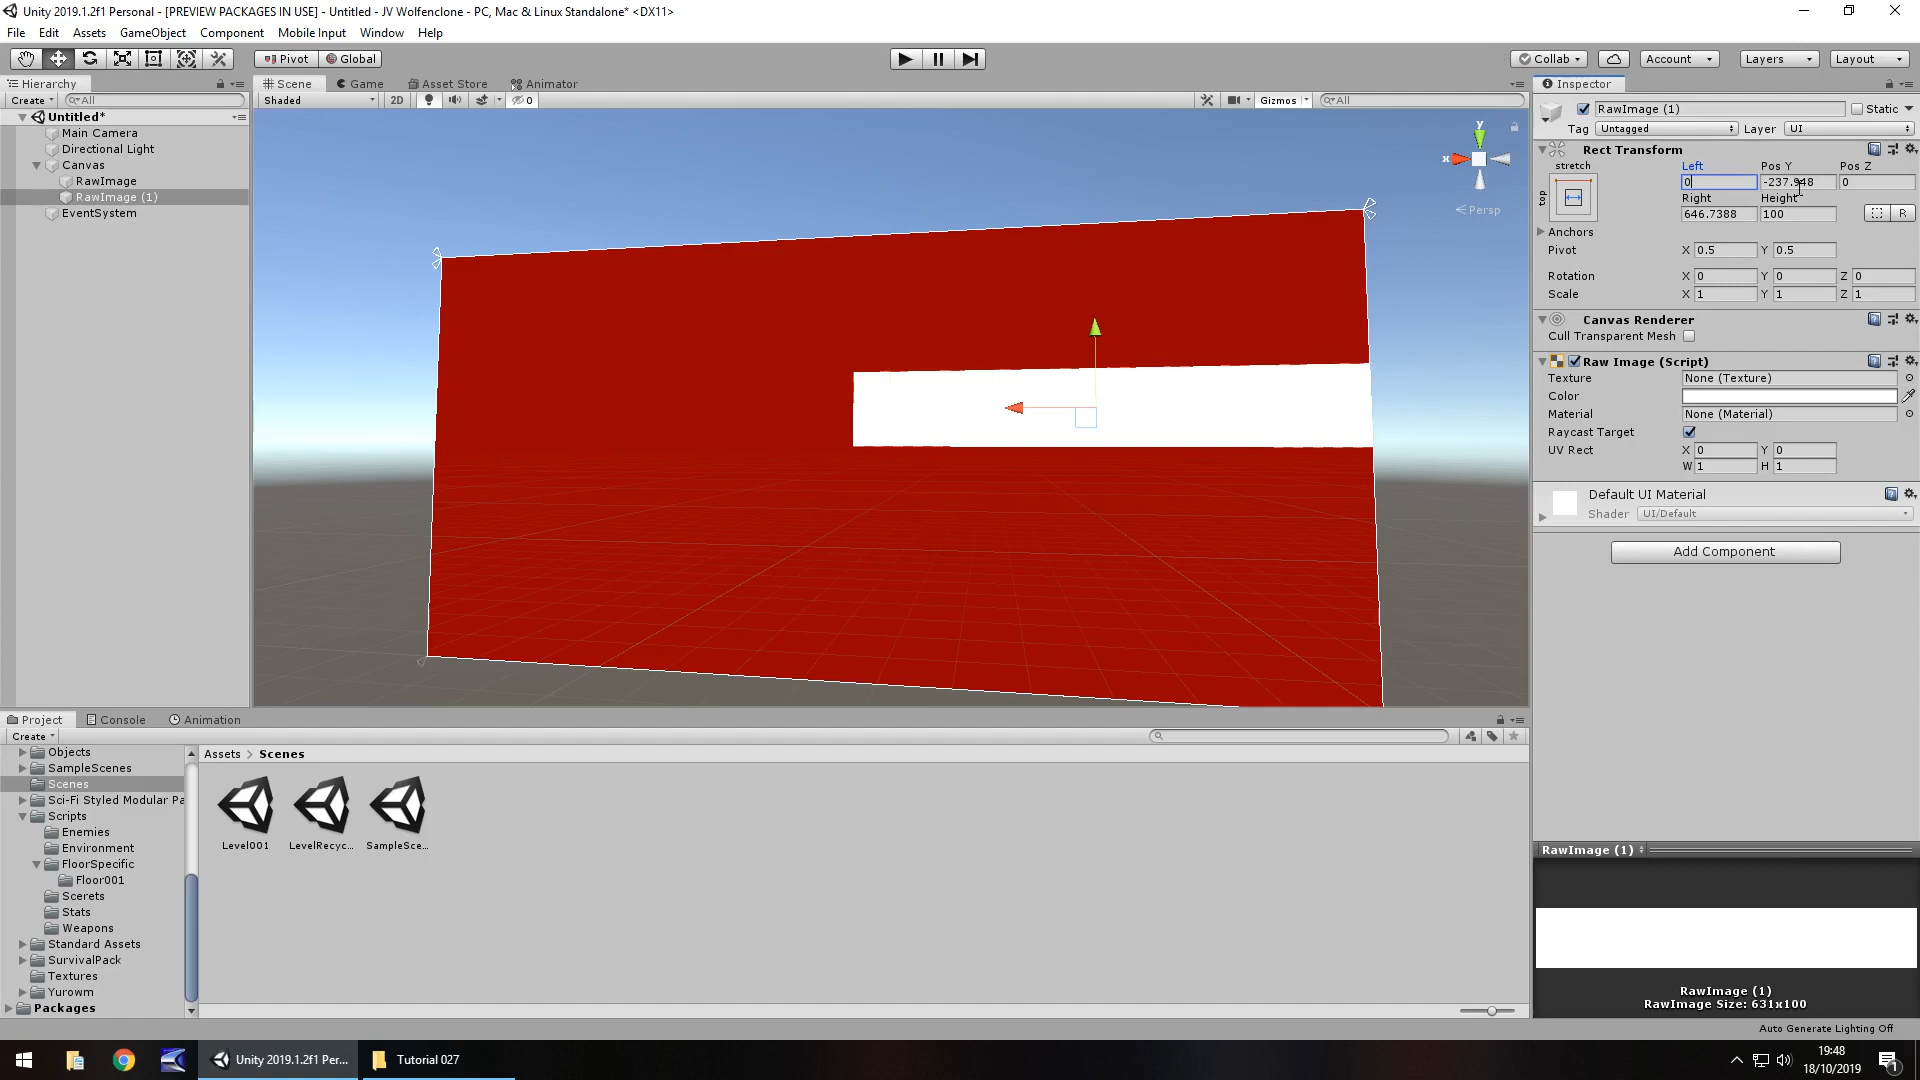 Unity 2019.1.2f1 Personal - [PREVIEW PACKAGES IN USE] - Untitled - JV Wolfenclone - PC, Mac & Linux Standalone* <DX11>
File Edit Assets GameObject Component Mobile Input Window Help
Pivot Global Collab Account Layers Layout
Hierarchy Scene Game Asset Store Animator Inspector
Create All Shaded 2D 0 Gizmos All
Untitled*
Main Camera
Directional Light
Canvas
RawImage
RawImage (1)
EventSystem
y
x
Persp
RawImage (1) Static
Tag Untagged Layer UI
Rect Transform
stretch Left Pos Y Pos Z
top 0 -237.948 0
Right Height
646.7388 100 R
Anchors
Pivot X 0.5 Y 0.5
Rotation X 0 Y 0 Z 0
Scale X 1 Y 1 Z 1
Canvas Renderer
Cull Transparent Mesh
Raw Image (Script)
Texture None (Texture)
Color
Material None (Material)
Raycast Target
UV Rect X 0 Y 0
W 1 H 1
Default UI Material
Shader UI/Default
Add Component
Project Console Animation
Create
Objects
SampleScenes
Scenes
Sci-Fi Styled Modular Pa
Scripts
Enemies
Environment
FloorSpecific
Floor001
Scerets
Stats
Weapons
Standard Assets
SurvivalPack
Textures
Yurowm
Packages
Assets > Scenes
Level001 LevelRecyc... SampleSce...
RawImage (1)
RawImage (1)
RawImage Size: 631x100
Auto Generate Lighting Off
Unity 2019.1.2f1 Per... Tutorial 027
19:48
18/10/2019
1